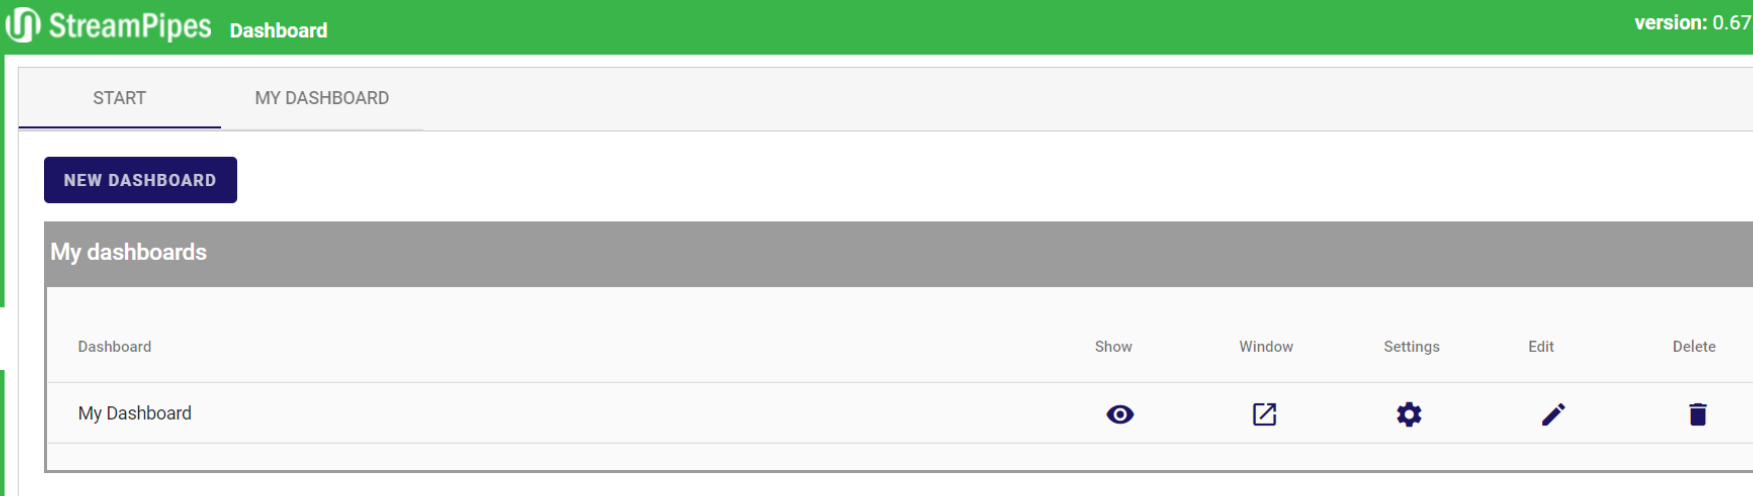 StreamPipes Dashboard version: 0.67
START MY DASHBOARD
NEW DASHBOARD
My dashboards
Dashboard Show Window Settings Edit Delete
My Dashboard